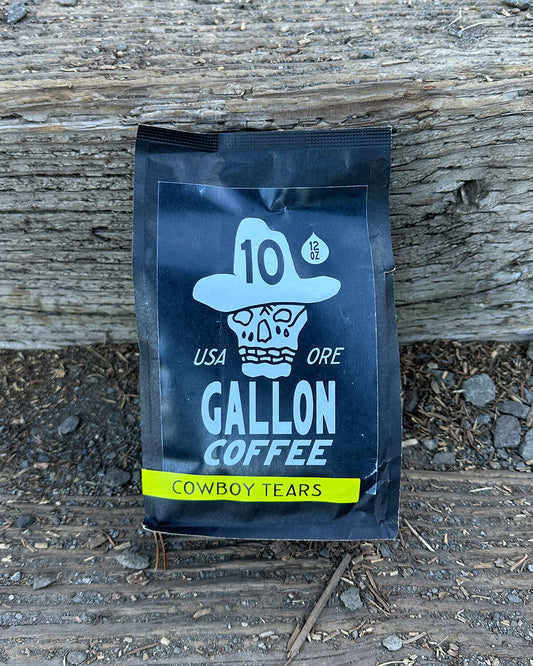 10
12
OZ
USA ORE
GALLON
COFFEE
COWBOY TEARS